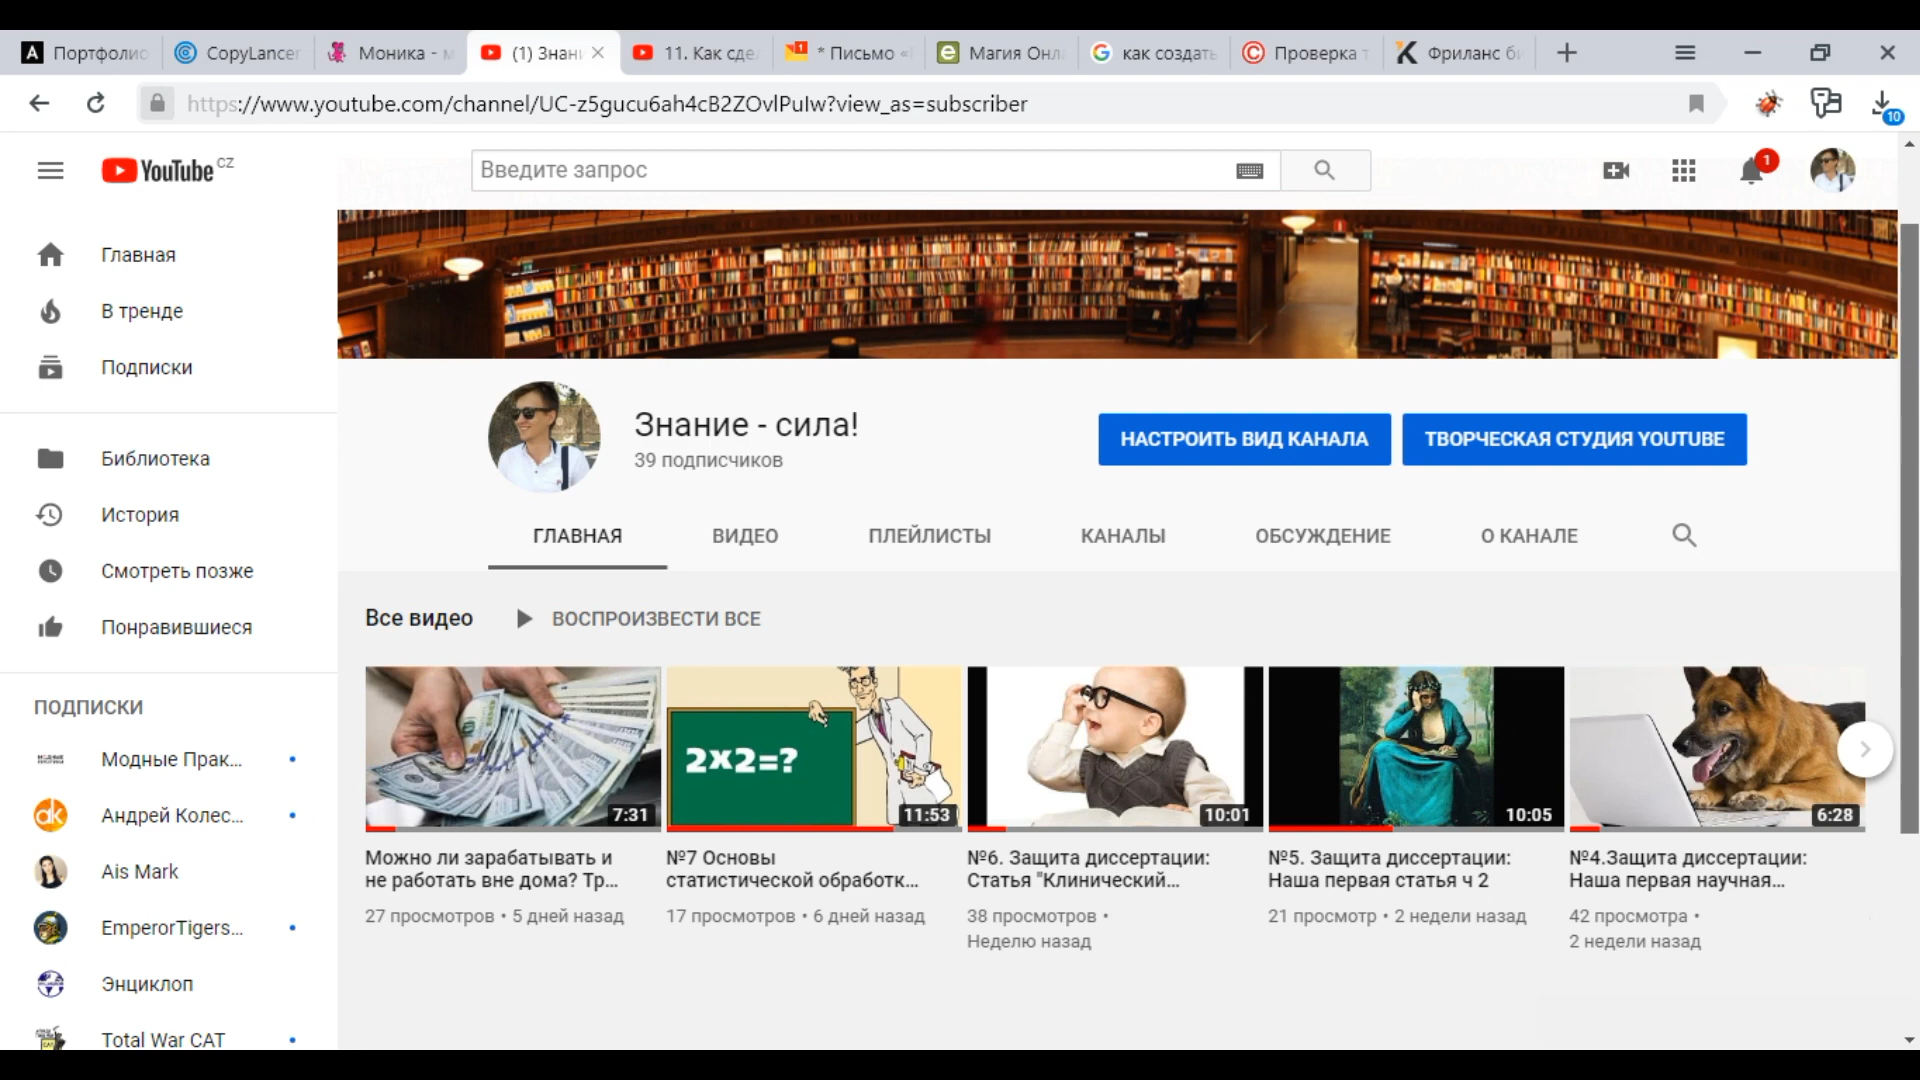 Портфолио
CopyLancer
Моника - м
(1) Знани
11. Как сде
* Письмо «
Магия Онл
как создать
Проверка т
Фриланс би
https://www.youtube.com/channel/UC-z5gucu6ah4cB2ZOvlPuIw?view_as=subscriber
10
YouTube CZ
Введите запрос
1
Главная
В тренде
Подписки
Библиотека
История
Смотреть позже
Понравившиеся
ПОДПИСКИ
Модные Прак...
Андрей Колес...
Ais Mark
EmperorTigers...
Энциклоп
Total War CAT
Знание - сила!
39 подписчиков
НАСТРОИТЬ ВИД КАНАЛА
ТВОРЧЕСКАЯ СТУДИЯ YOUTUBE
ГЛАВНАЯ
ВИДЕО
ПЛЕЙЛИСТЫ
КАНАЛЫ
ОБСУЖДЕНИЕ
О КАНАЛЕ
Все видео
ВОСПРОИЗВЕСТИ ВСЕ
7:31
Можно ли зарабатывать и
не работать вне дома? Тр...
27 просмотров • 5 дней назад
2x2=?
11:53
№7 Основы
статистической обработк...
17 просмотров • 6 дней назад
10:01
№6. Защита диссертации:
Статья "Клинический...
38 просмотров •
Неделю назад
10:05
№5. Защита диссертации:
Наша первая статья ч 2
21 просмотр • 2 недели назад
6:28
№4.Защита диссертации:
Наша первая научная...
42 просмотра •
2 недели назад